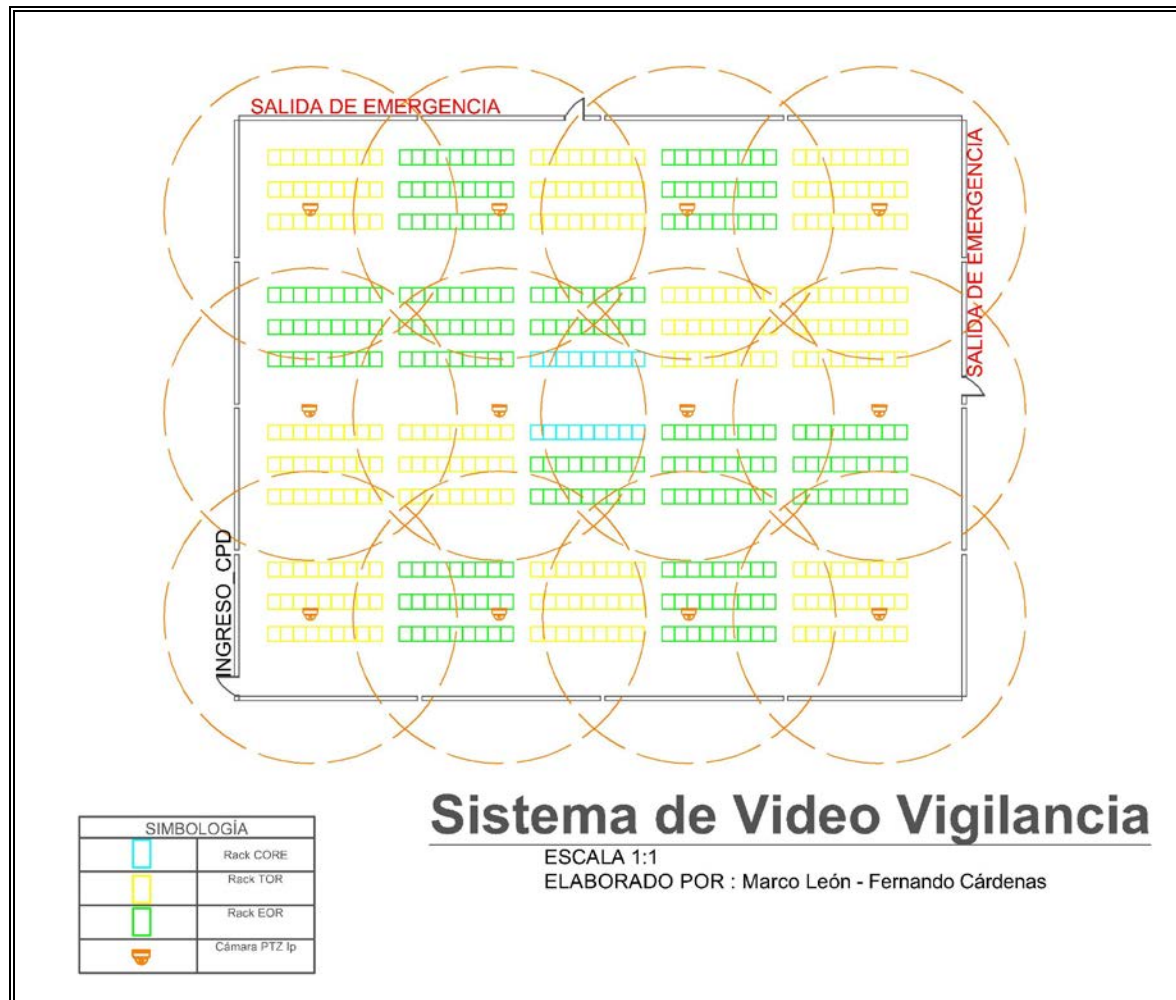 SALIDA DE EMERGENCIA
SALIDA DE EMERGENCIA
INGRESO_CPD
Sistema de Video Vigilancia
ESCALA 1:1
ELABORADO POR : Marco León - Fernando Cárdenas
SIMBOLOGÍA
Rack CORE
Rack TOR
Rack EOR
Cámara PTZ Ip